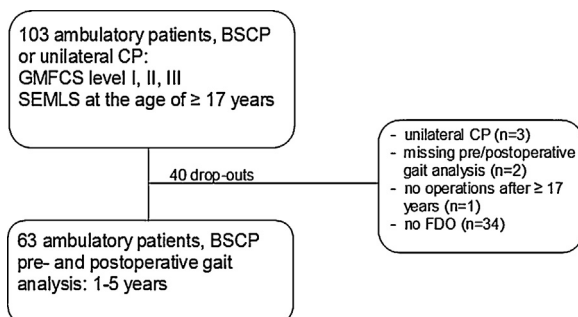 103 ambulatory patients, BSCP
or unilateral CP:
GMFCS level I, II, III
SEMLS at the age of ≥ 17 years
40 drop-outs
- unilateral CP (n=3)
- missing pre/postoperative
gait analysis (n=2)
- no operations after ≥ 17
years (n=1)
- no FDO (n=34)
63 ambulatory patients, BSCP
pre- and postoperative gait
analysis: 1-5 years